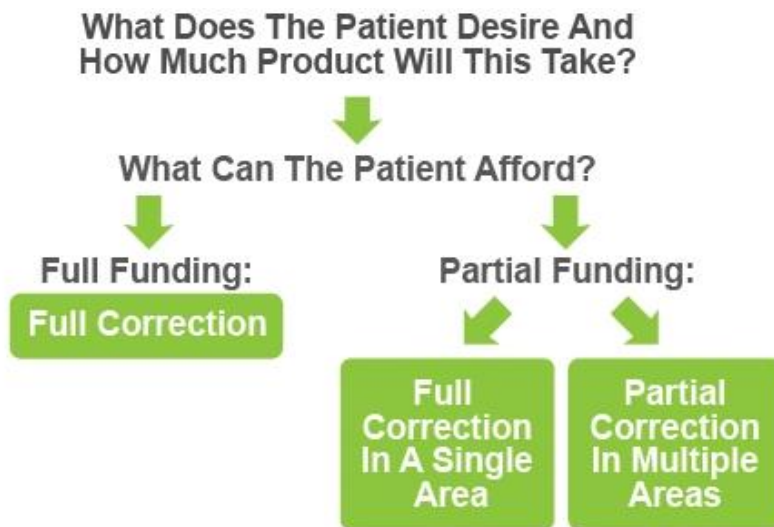 What Does The Patient Desire And
How Much Product Will This Take?
What Can The Patient Afford?
Full Funding:
Full Correction
Partial Funding:
Full
Correction
In A Single
Area
Partial
Correction
In Multiple
Areas